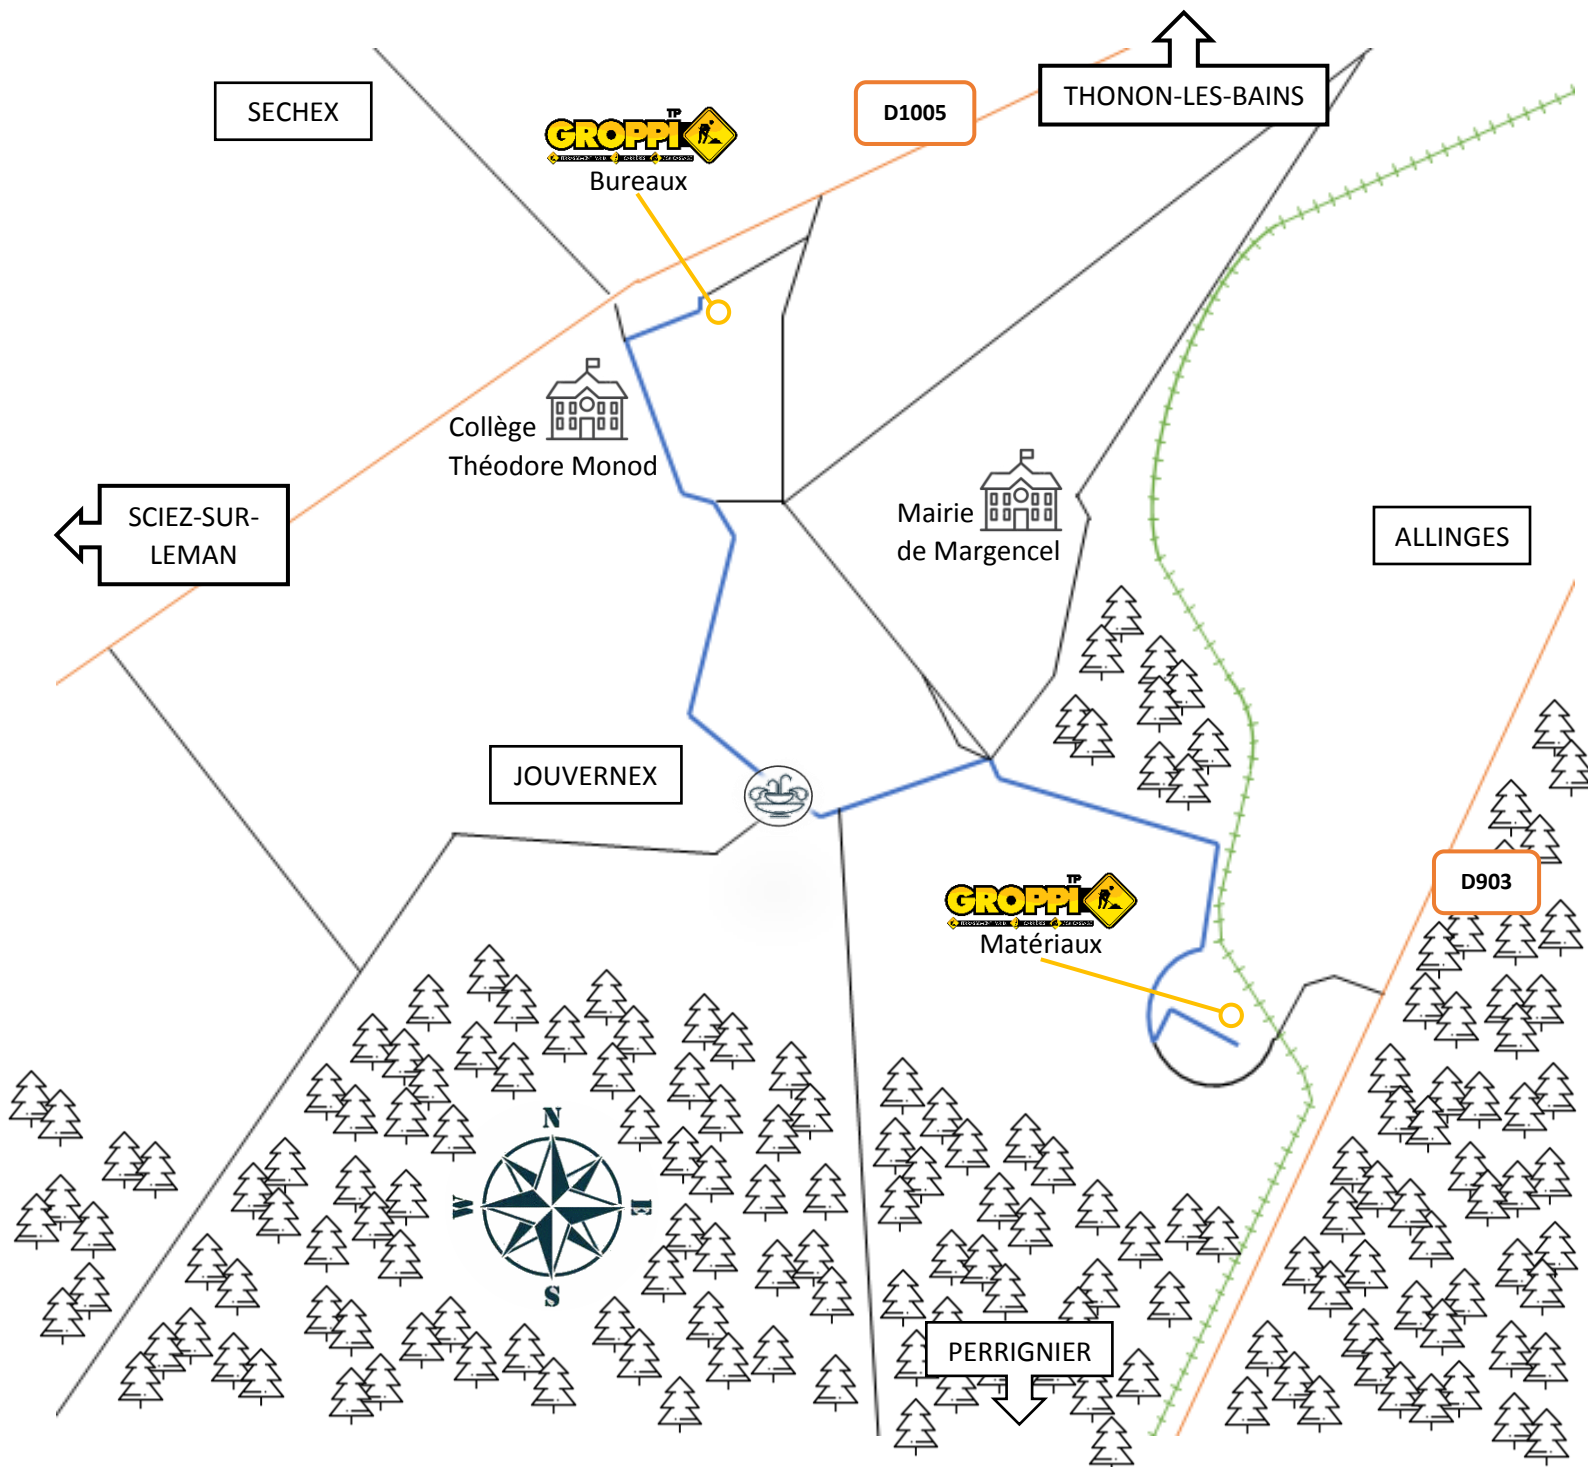 THONON-LES-BAINS
SECHEX
D1005
TP
GROPPI
Bureaux
Collège
Théodore Monod
Mairie
de Margencel
SCIEZ-SUR-
LEMAN
ALLINGES
JOUVERNEX
D903
TP
GROPPI
Matériaux
N
W
E
S
PERRIGNIER